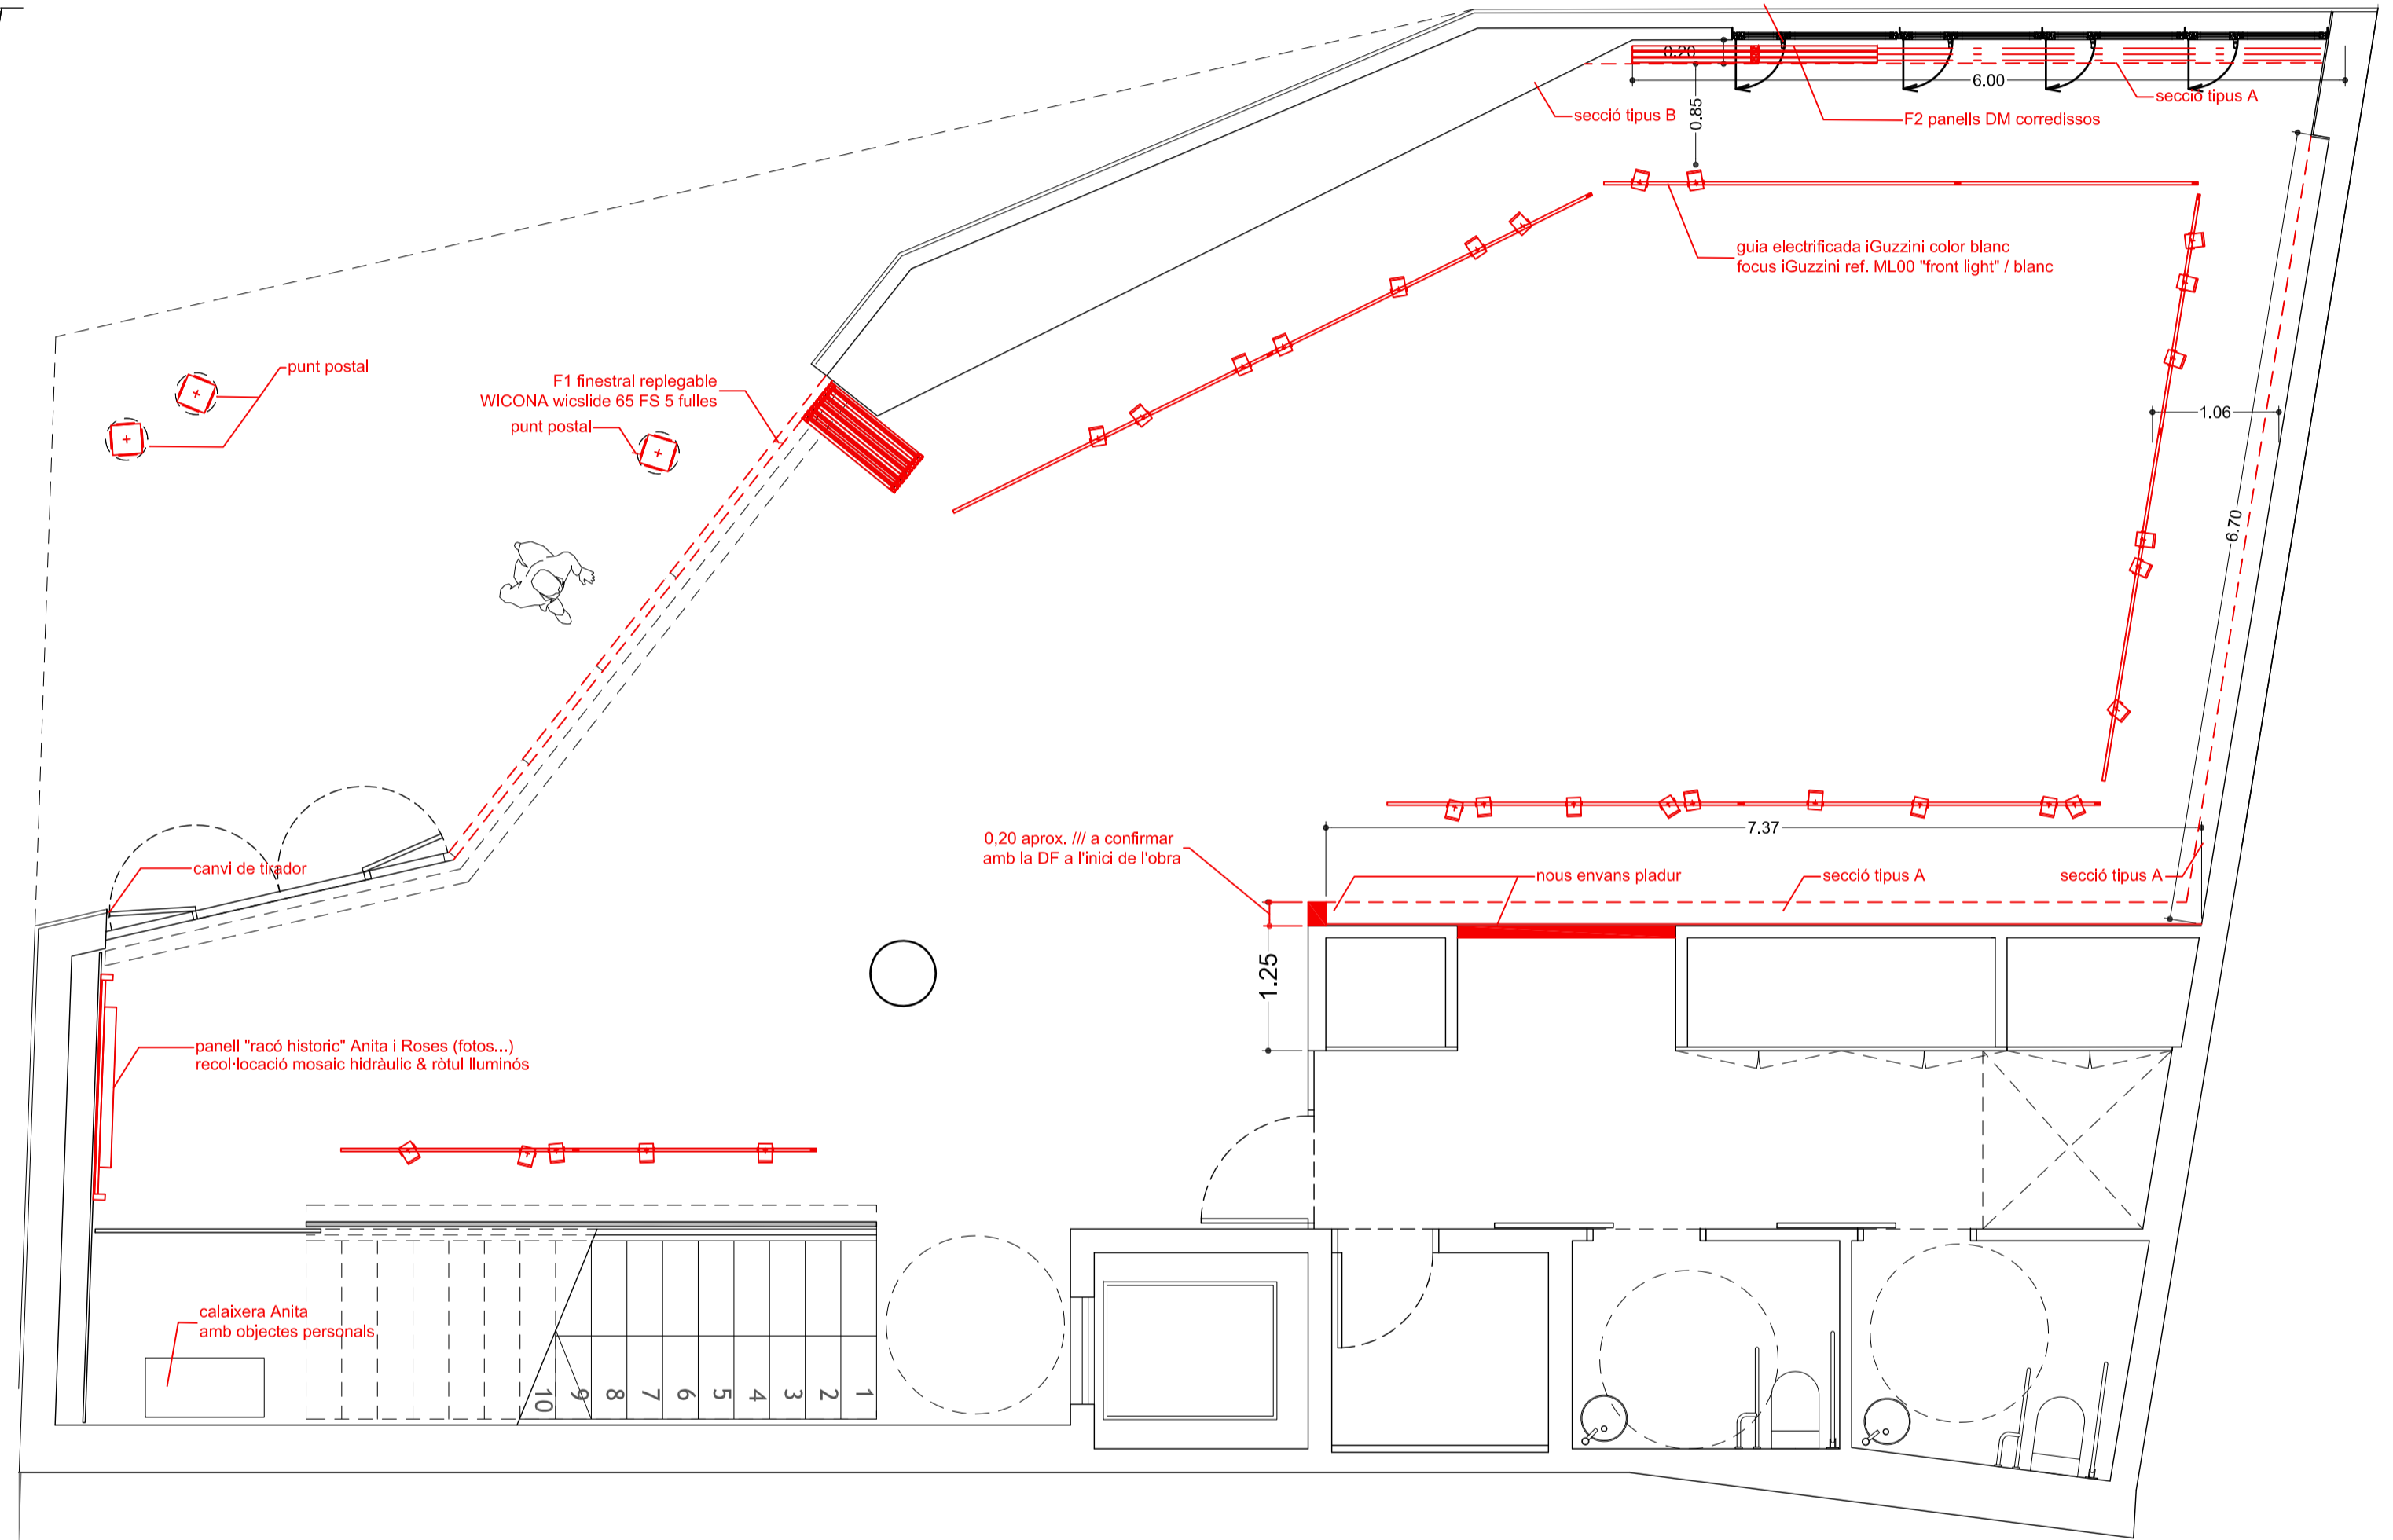 0.20
6.00
secció tipus A
secció tipus B
0.85
F2 panells DM corredissos
guia electrificada iGuzzini color blanc
focus iGuzzini ref. ML00 "front light" / blanc
punt postal
F1 finestral replegable
WICONA wicslide 65 FS 5 fulles
punt postal
1.06
6.70
7.37
0,20 aprox. /// a confirmar
amb la DF a l'inici de l'obra
canvi de tirador
nous envans pladur
secció tipus A
secció tipus A
1.25
panell "racó historic" Anita i Roses (fotos...)
recol·locació mosaic hidràulic & ròtul lluminós
calaixera Anita
amb objectes personals
10 9 8 7 6 5 4 3 2 1